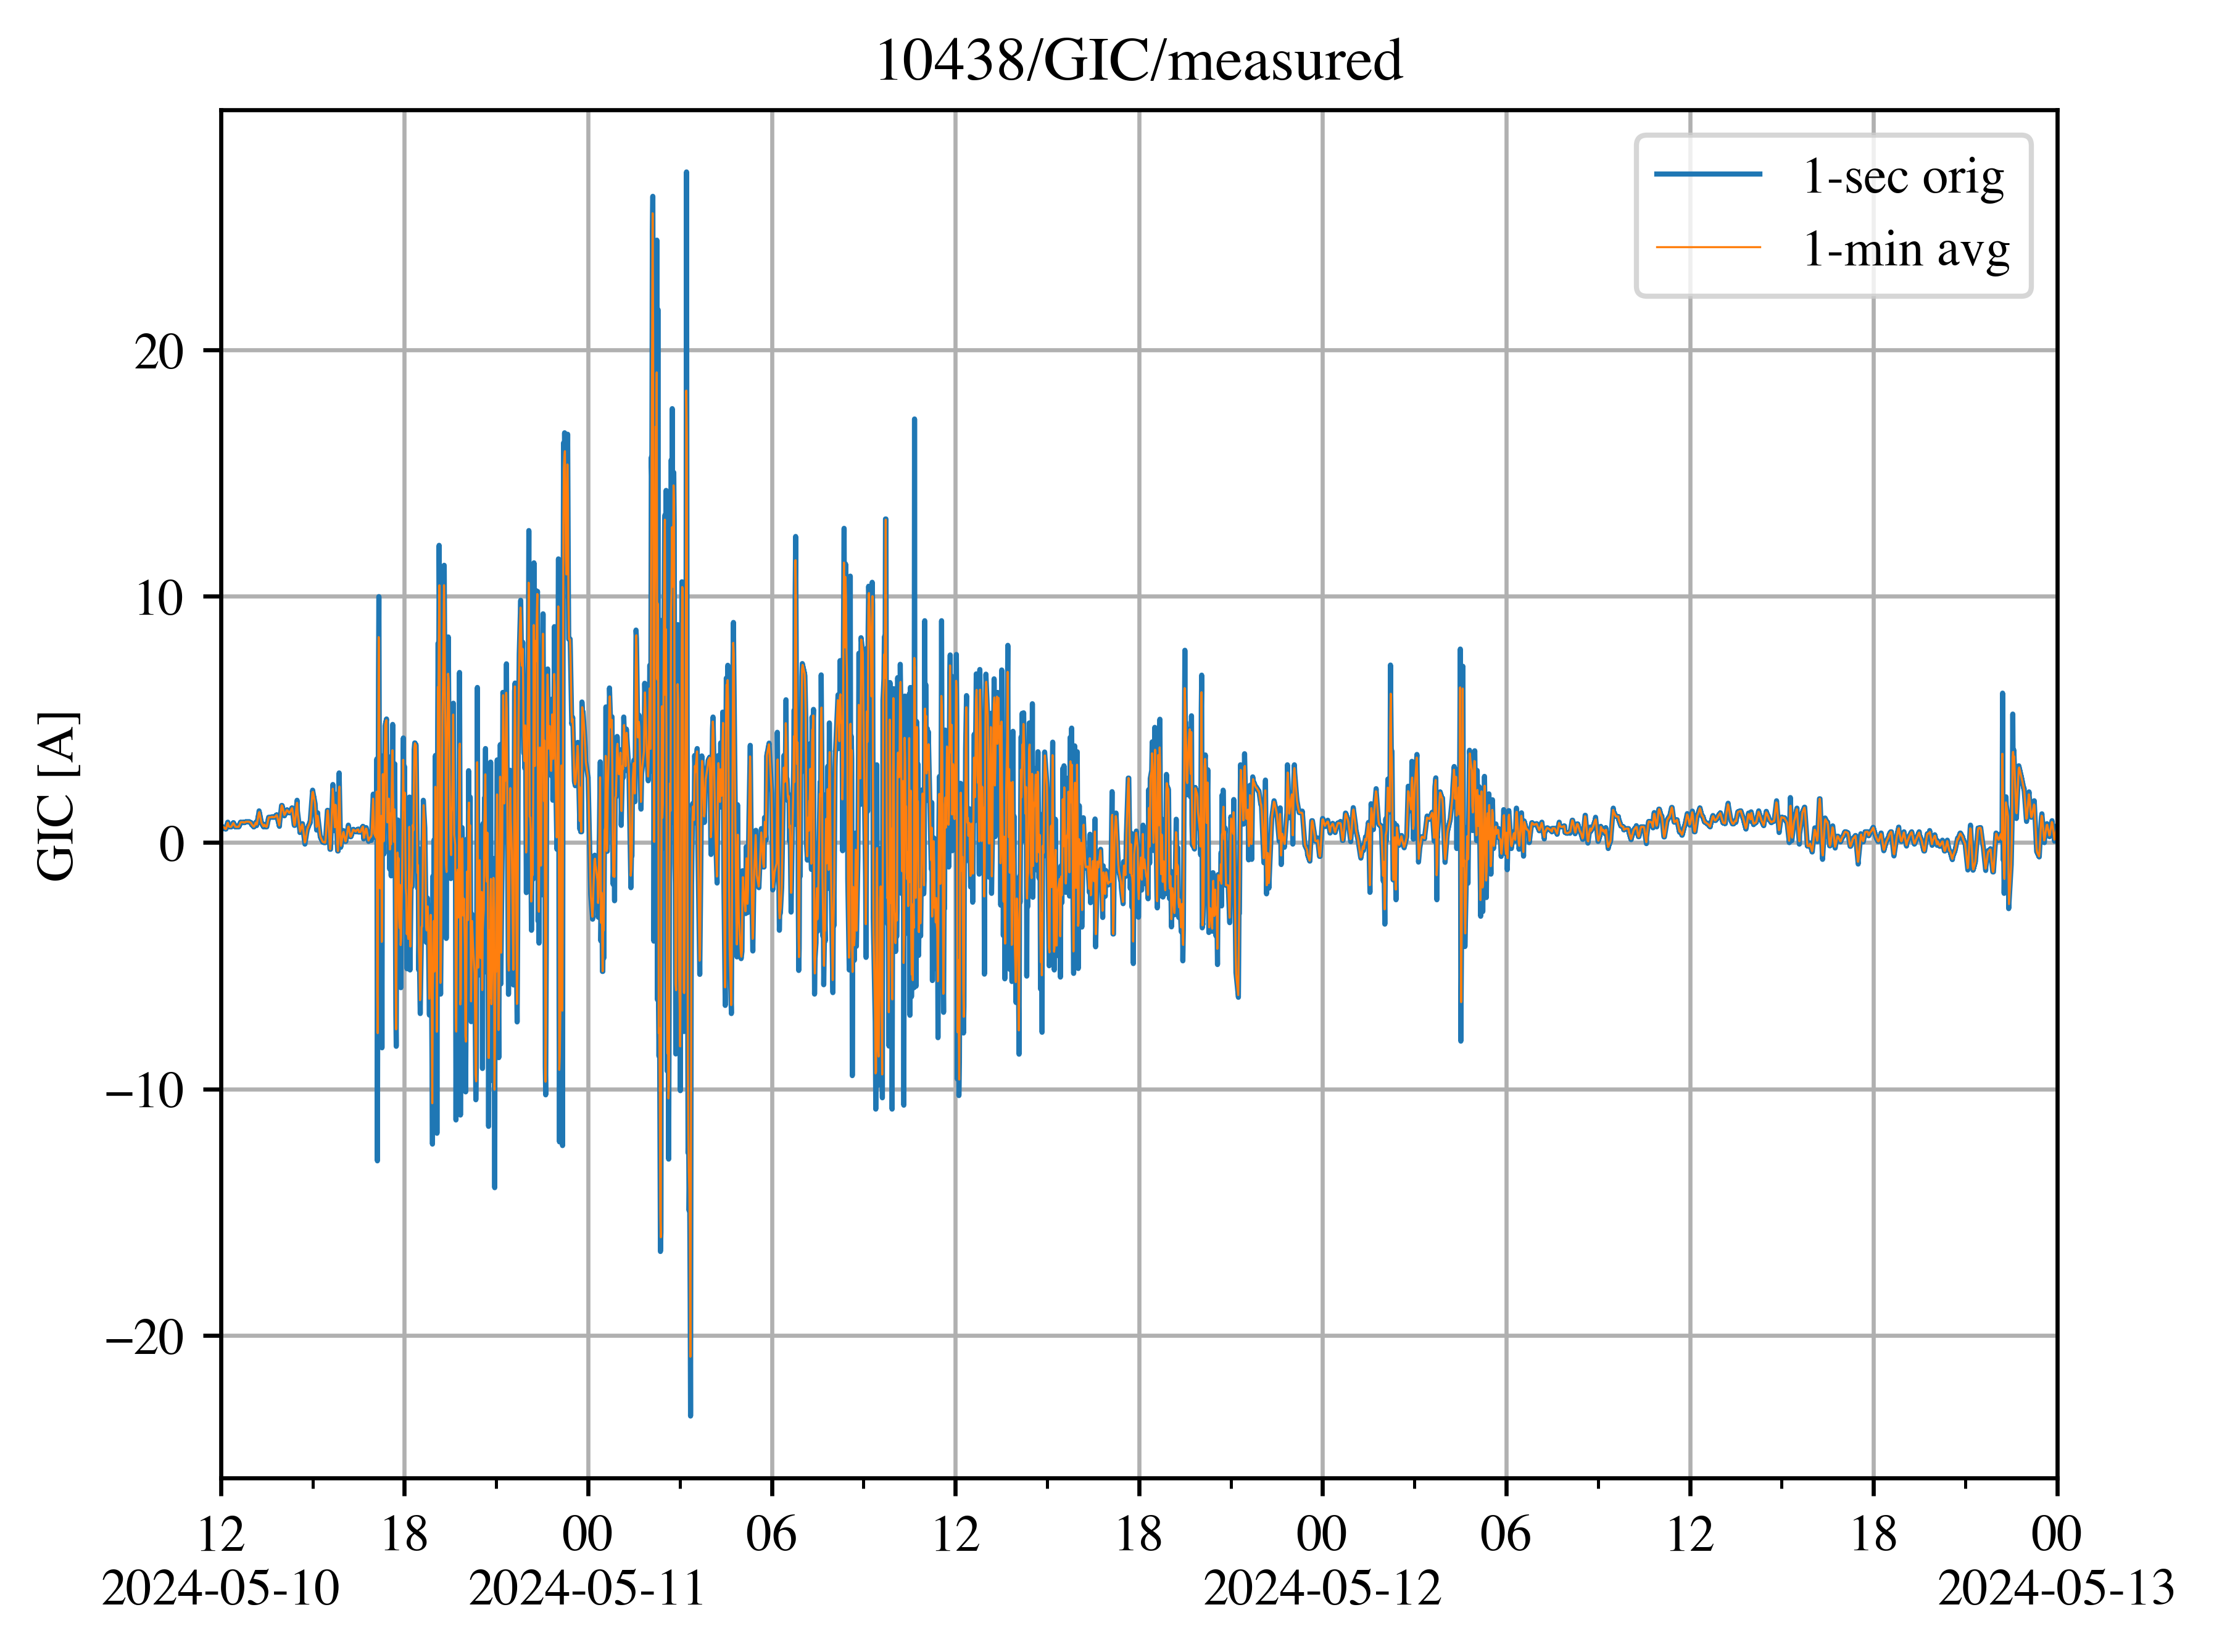 10438/GIC/measured
1-sec orig
1-min avg
GIC [A]
20
10
0
−10
−20
12 18 00 06 12 18 00 06 12 18 00
2024-05-10 2024-05-11 2024-05-12 2024-05-13